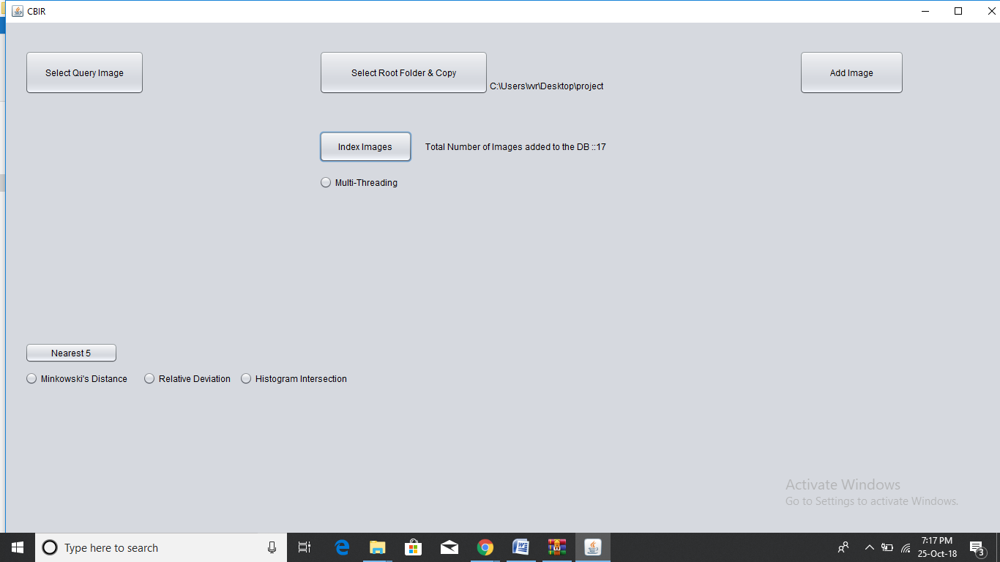 CBIR
Select Query Image
Select Root Folder & Copy
C:\Users\vvr\Desktop\project
Add Image
Index Images
Total Number of Images added to the DB ::17
Multi-Threading
Nearest 5
Minkowski's Distance
Relative Deviation
Histogram Intersection
Activate Windows
Go to Settings to activate Windows.
Type here to search
7:17 PM
25-Oct-18
3